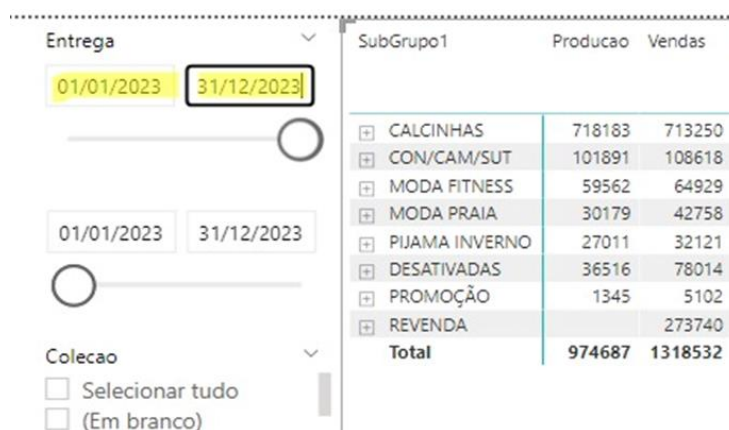 Entrega
01/01/2023 31/12/2023
01/01/2023 31/12/2023
Colecao
Selecionar tudo
(Em branco)
SubGrupo1 Producao Vendas
CALCINHAS 718183 713250
CON/CAM/SUT 101891 108618
MODA FITNESS 59562 64929
MODA PRAIA 30179 42758
PIJAMA INVERNO 27011 32121
DESATIVADAS 36516 78014
PROMOÇÃO 1345 5102
REVENDA 273740
Total 974687 1318532